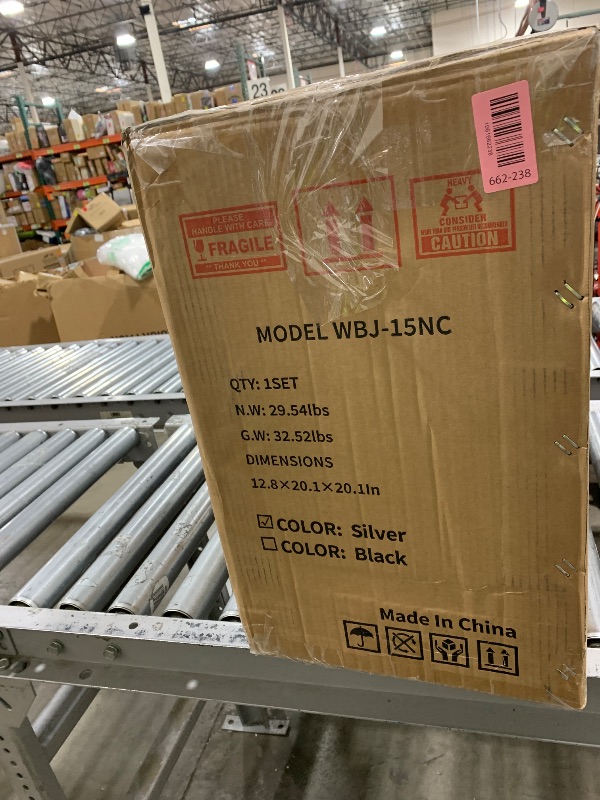 23
662-238
PLEASE
HANDLE WITH CARE
FRAGILE
** THANK YOU **
HEAVY
CONSIDER
CAUTION
MODEL WBJ-15NC
QTY: 1SET
N.W: 29.54lbs
G.W: 32.52lbs
DIMENSIONS
12.8×20.1×20.1In
☑ COLOR: Silver
☐ COLOR: Black
Made In China